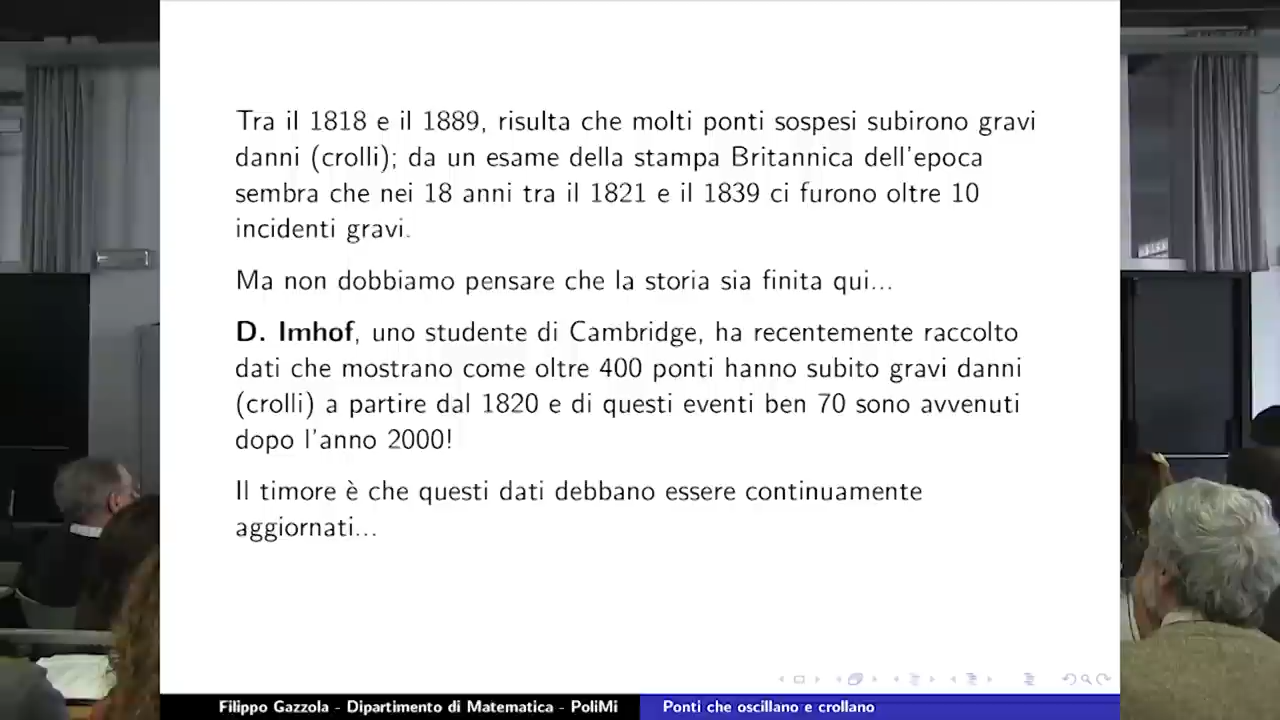 Tra il 1818 e il 1889, risulta che molti ponti sospesi subirono gravi
danni (crolli); da un esame della stampa Britannica dell'epoca
sembra che nei 18 anni tra il 1821 e il 1839 ci furono oltre 10
incidenti gravi.
Ma non dobbiamo pensare che la storia sia finita qui...
D. Imhof, uno studente di Cambridge, ha recentemente raccolto
dati che mostrano come oltre 400 ponti hanno subito gravi danni
(crolli) a partire dal 1820 e di questi eventi ben 70 sono avvenuti
dopo l'anno 2000!
Il timore è che questi dati debbano essere continuamente
aggiornati...
Filippo Gazzola - Dipartimento di Matematica - PoliMi
Ponti che oscillano e crollano